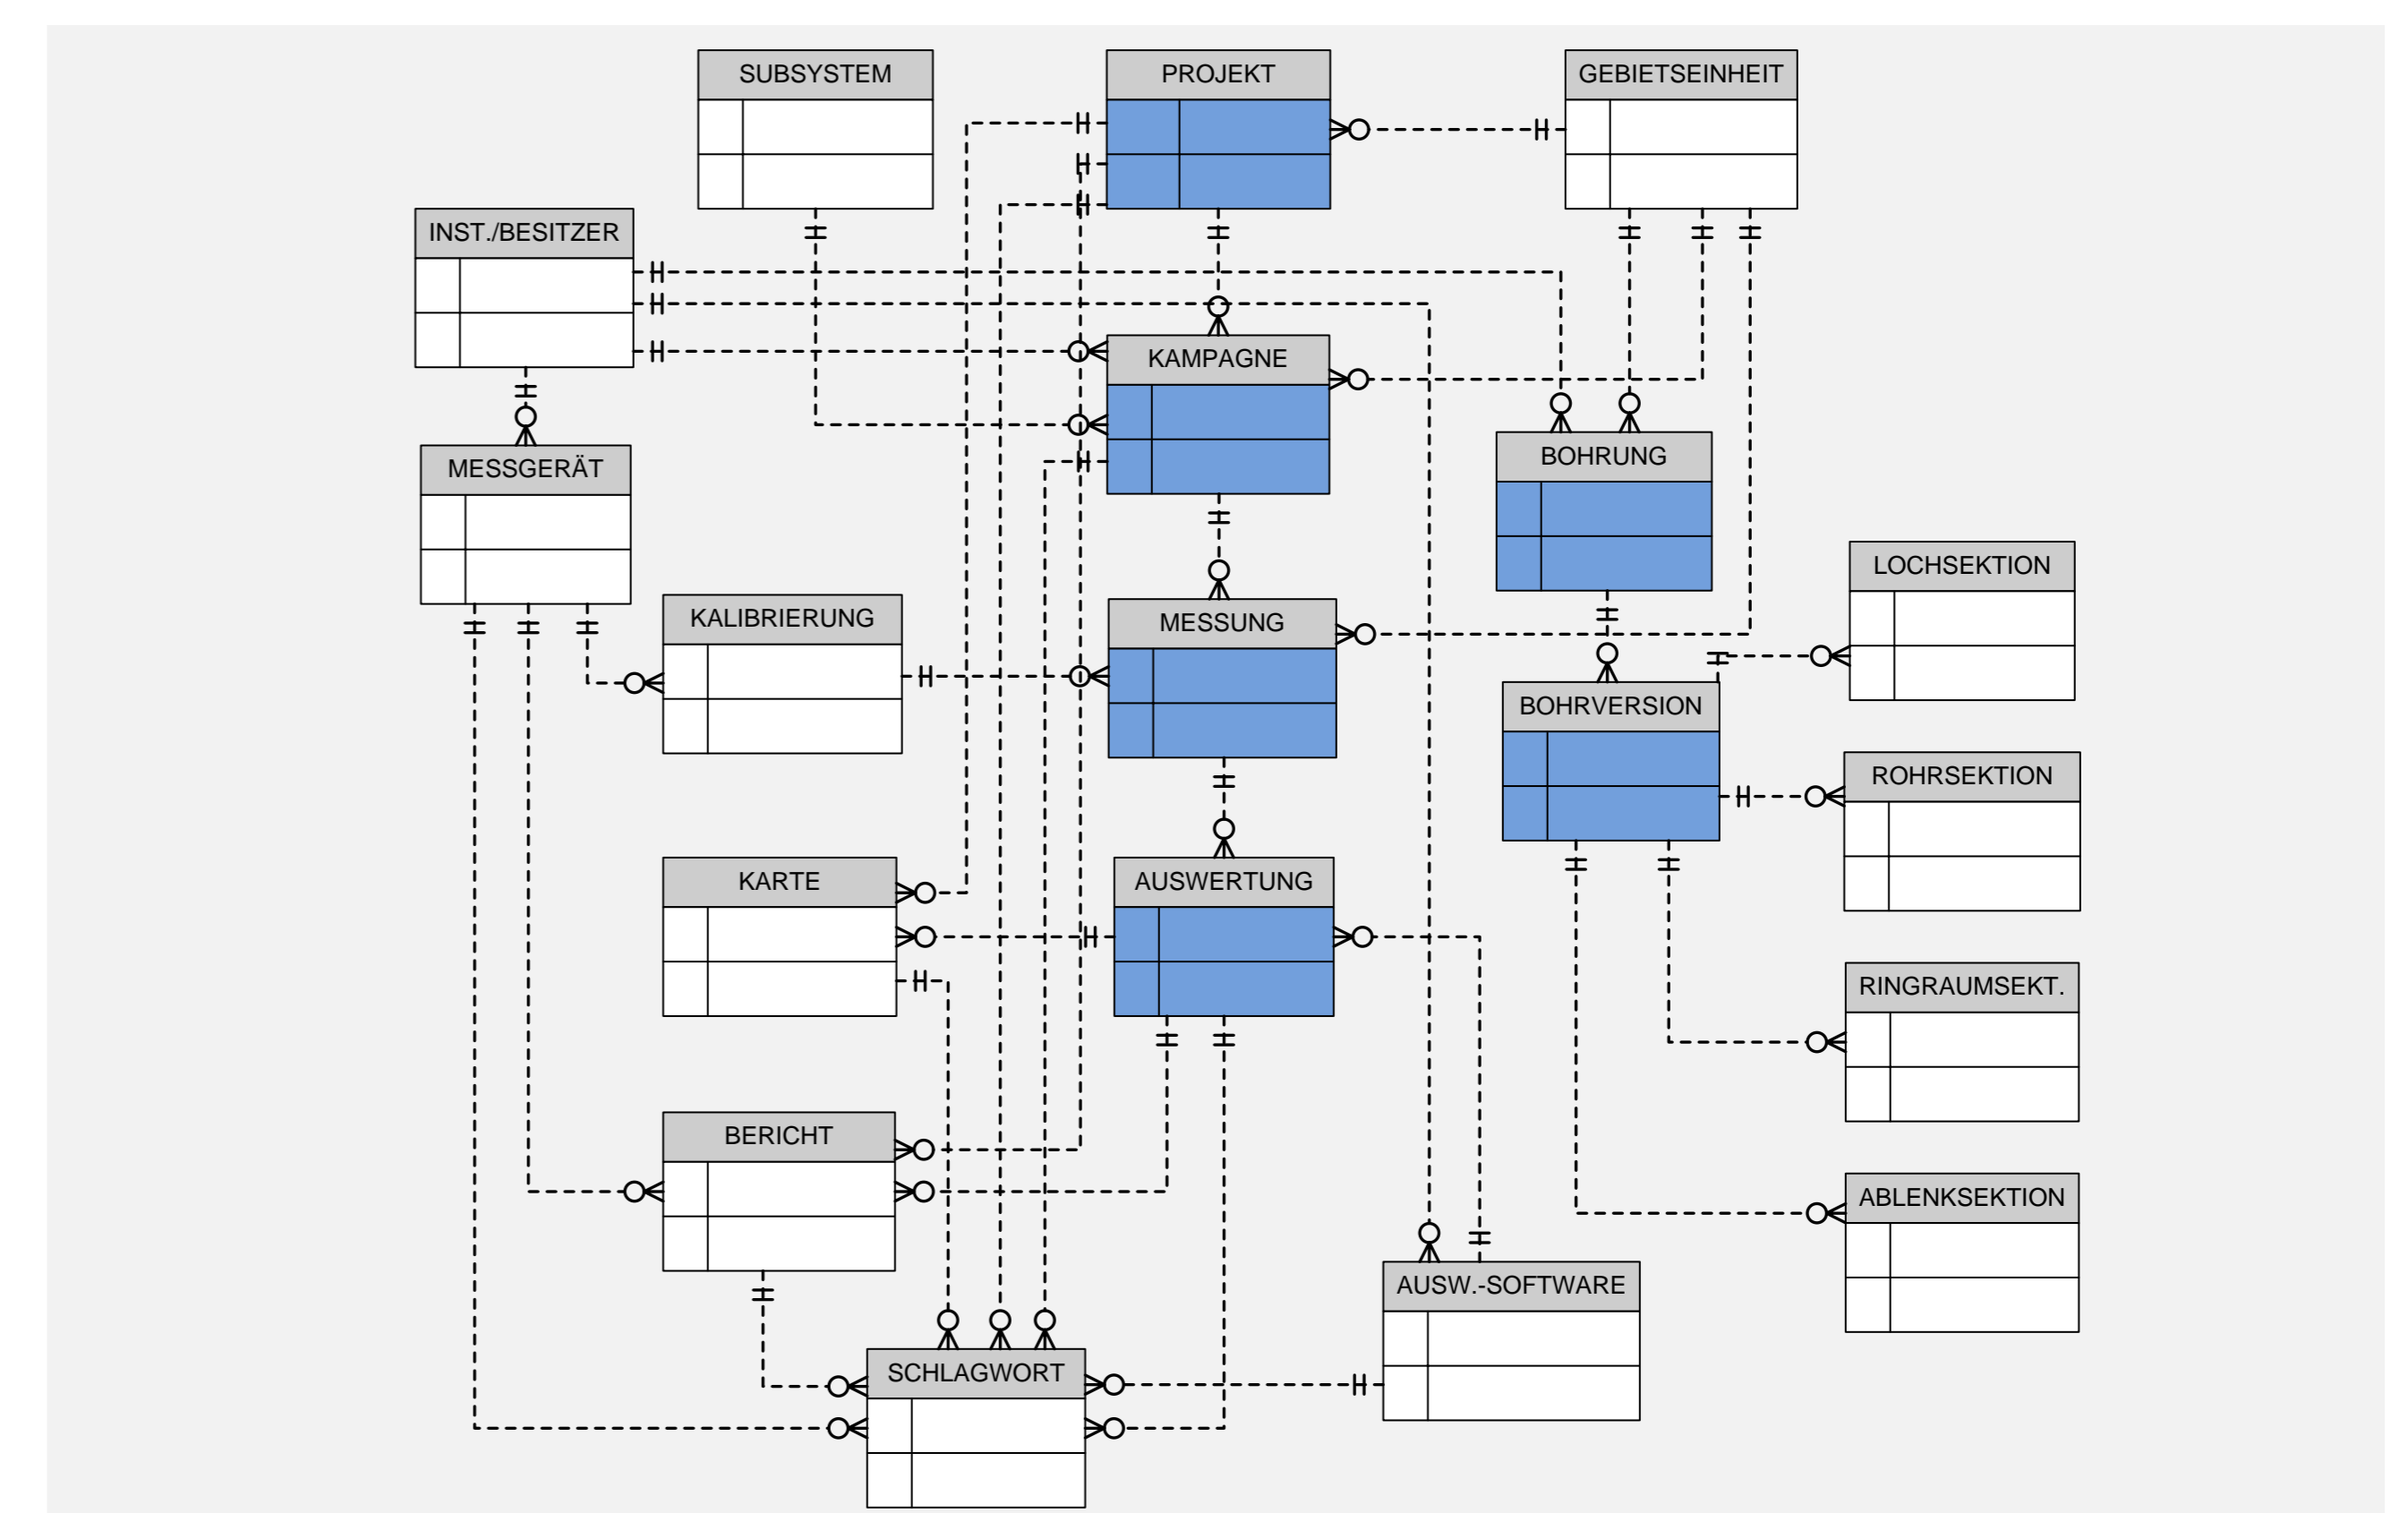 SUBSYSTEM
PROJEKT
GEBIETSEINHEIT
INST./BESITZER
KAMPAGNE
MESSGERÄT
BOHRUNG
LOCHSEKTION
KALIBRIERUNG
MESSUNG
BOHRVERSION
ROHRSEKTION
KARTE
AUSWERTUNG
RINGRAUMSEKT.
BERICHT
ABLENKSEKTION
AUSW.-SOFTWARE
SCHLAGWORT